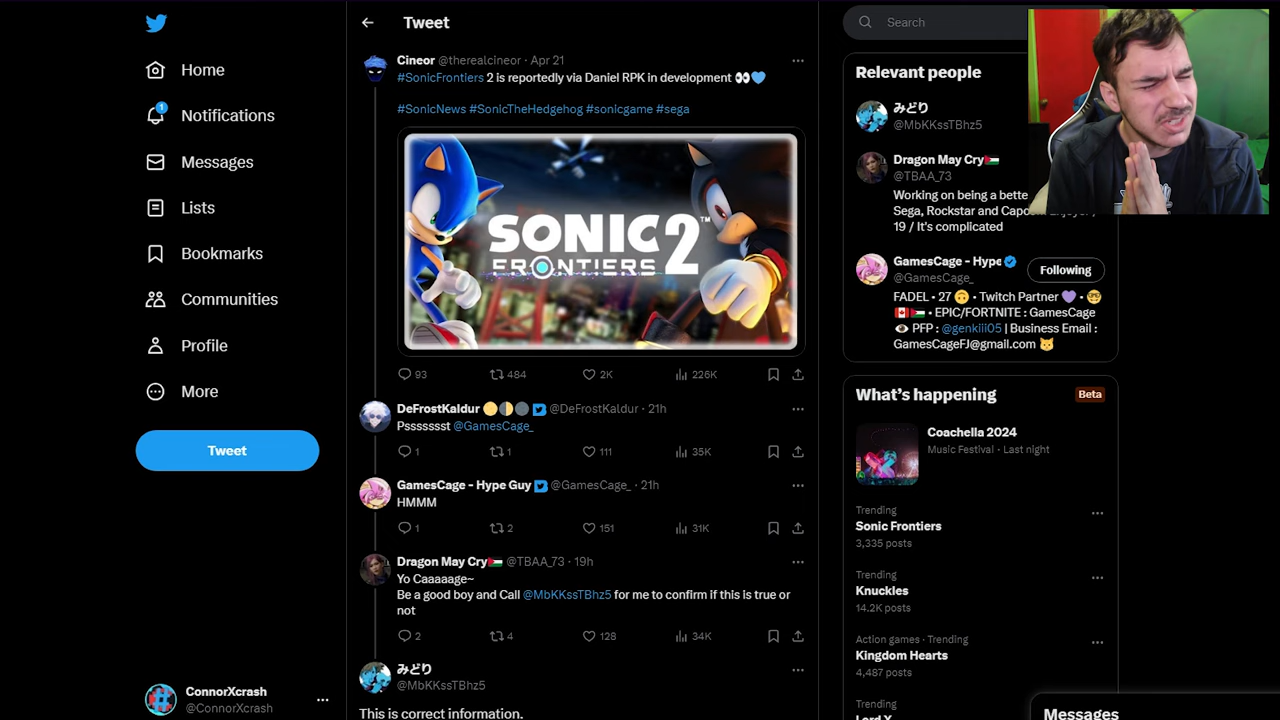 Home
Notifications
1
Messages
Lists
Bookmarks
Communities
Profile
More
Tweet
ConnorXcrash
@ConnorXcrash
Tweet
Cineor @therealcineor · Apr 21
#SonicFrontiers 2 is reportedly via Daniel RPK in development 👀💙
#SonicNews #SonicTheHedgehog #sonicgame #sega
SONIC 2™
FRONTIERS
93 484 2K 226K
DeFrostKaldur 🌕🌗🌑 @DeFrostKaldur · 21h
Psssssssst @GamesCage_
1 1 111 35K
GamesCage - Hype Guy @GamesCage_ · 21h
HMMM
1 2 151 31K
Dragon May Cry🇵🇸 @TBAA_73 · 19h
Yo Caaaaage~
Be a good boy and Call @MbKKssTBhz5 for me to confirm if this is true or
not
2 4 128 34K
みどり
@MbKKssTBhz5
This is correct information.
Search
Relevant people
みどり
@MbKKssTBhz5
Dragon May Cry🇵🇸
@TBAA_73
Working on being a bette
Sega, Rockstar and Capco
19 / It's complicated
GamesCage - Hype
@GamesCage_
Following
FADEL • 27 🙃 • Twitch Partner 💜 • 🤓
🇨🇦🇵🇸 • EPIC/FORTNITE : GamesCage
👁️ PFP : @genkiii05 | Business Email :
GamesCageFJ@gmail.com 🐱
What's happening
Beta
Coachella 2024
Music Festival · Last night
Trending
Sonic Frontiers
3,335 posts
Trending
Knuckles
14.2K posts
Action games · Trending
Kingdom Hearts
4,487 posts
Trending
Lord X
Messages